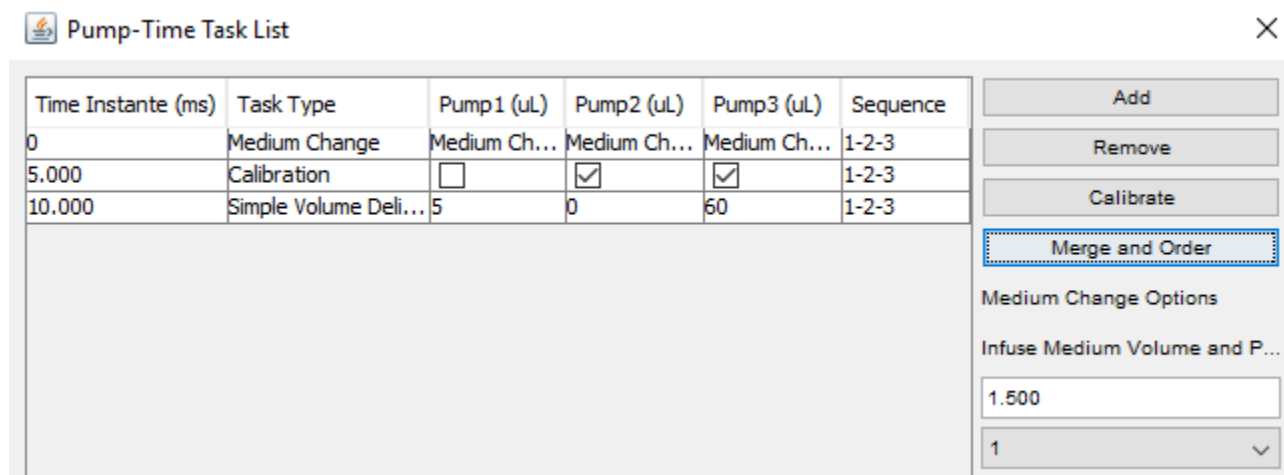 Pump-Time Task List
Time Instante (ms) Task Type Pump1 (uL) Pump2 (uL) Pump3 (uL) Sequence
0 Medium Change Medium Ch... Medium Ch... Medium Ch... 1-2-3
5.000 Calibration 1-2-3
10.000 Simple Volume Deli... 5 0 60 1-2-3
Add
Remove
Calibrate
Merge and Order
Medium Change Options
Infuse Medium Volume and P...
1.500
1